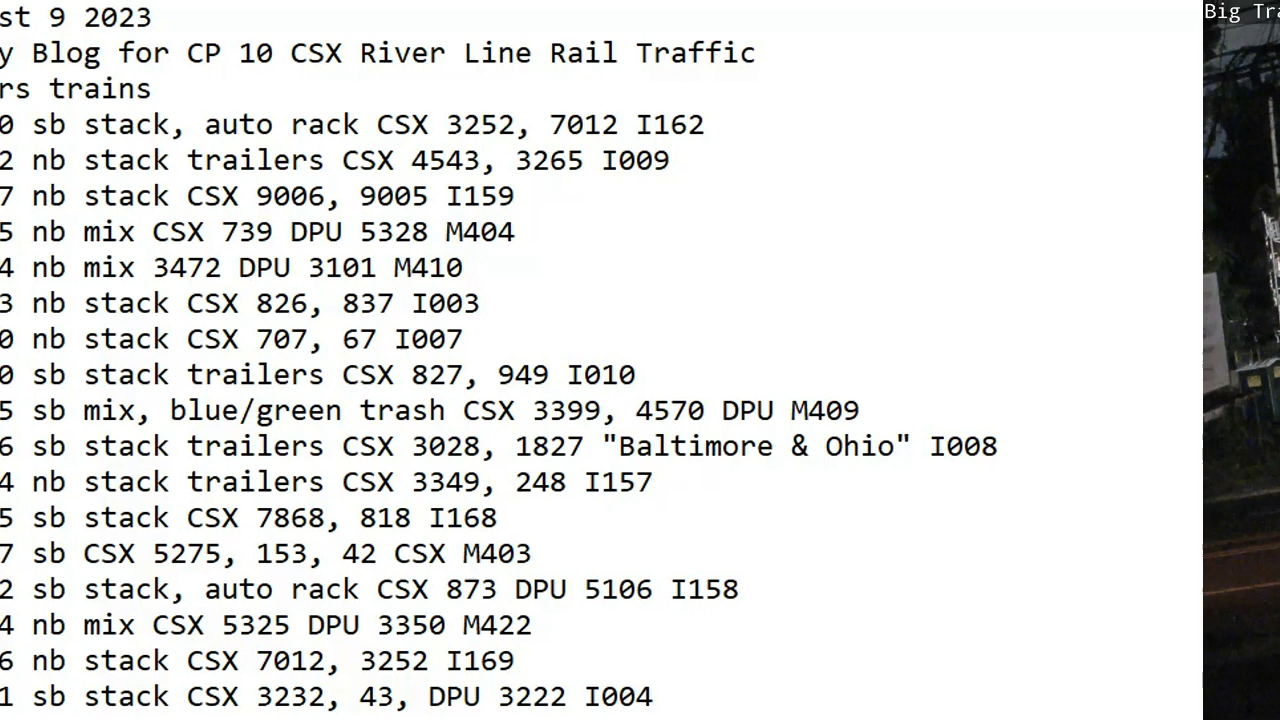 st 9 2023
y Blog for CP 10 CSX River Line Rail Traffic
rs trains
0 sb stack, auto rack CSX 3252, 7012 I162
2 nb stack trailers CSX 4543, 3265 I009
7 nb stack CSX 9006, 9005 I159
5 nb mix CSX 739 DPU 5328 M404
4 nb mix 3472 DPU 3101 M410
3 nb stack CSX 826, 837 I003
0 nb stack CSX 707, 67 I007
0 sb stack trailers CSX 827, 949 I010
5 sb mix, blue/green trash CSX 3399, 4570 DPU M409
6 sb stack trailers CSX 3028, 1827 "Baltimore & Ohio" I008
4 nb stack trailers CSX 3349, 248 I157
5 sb stack CSX 7868, 818 I168
7 sb CSX 5275, 153, 42 CSX M403
2 sb stack, auto rack CSX 873 DPU 5106 I158
4 nb mix CSX 5325 DPU 3350 M422
6 nb stack CSX 7012, 3252 I169
1 sb stack CSX 3232, 43, DPU 3222 I004
Big Tra